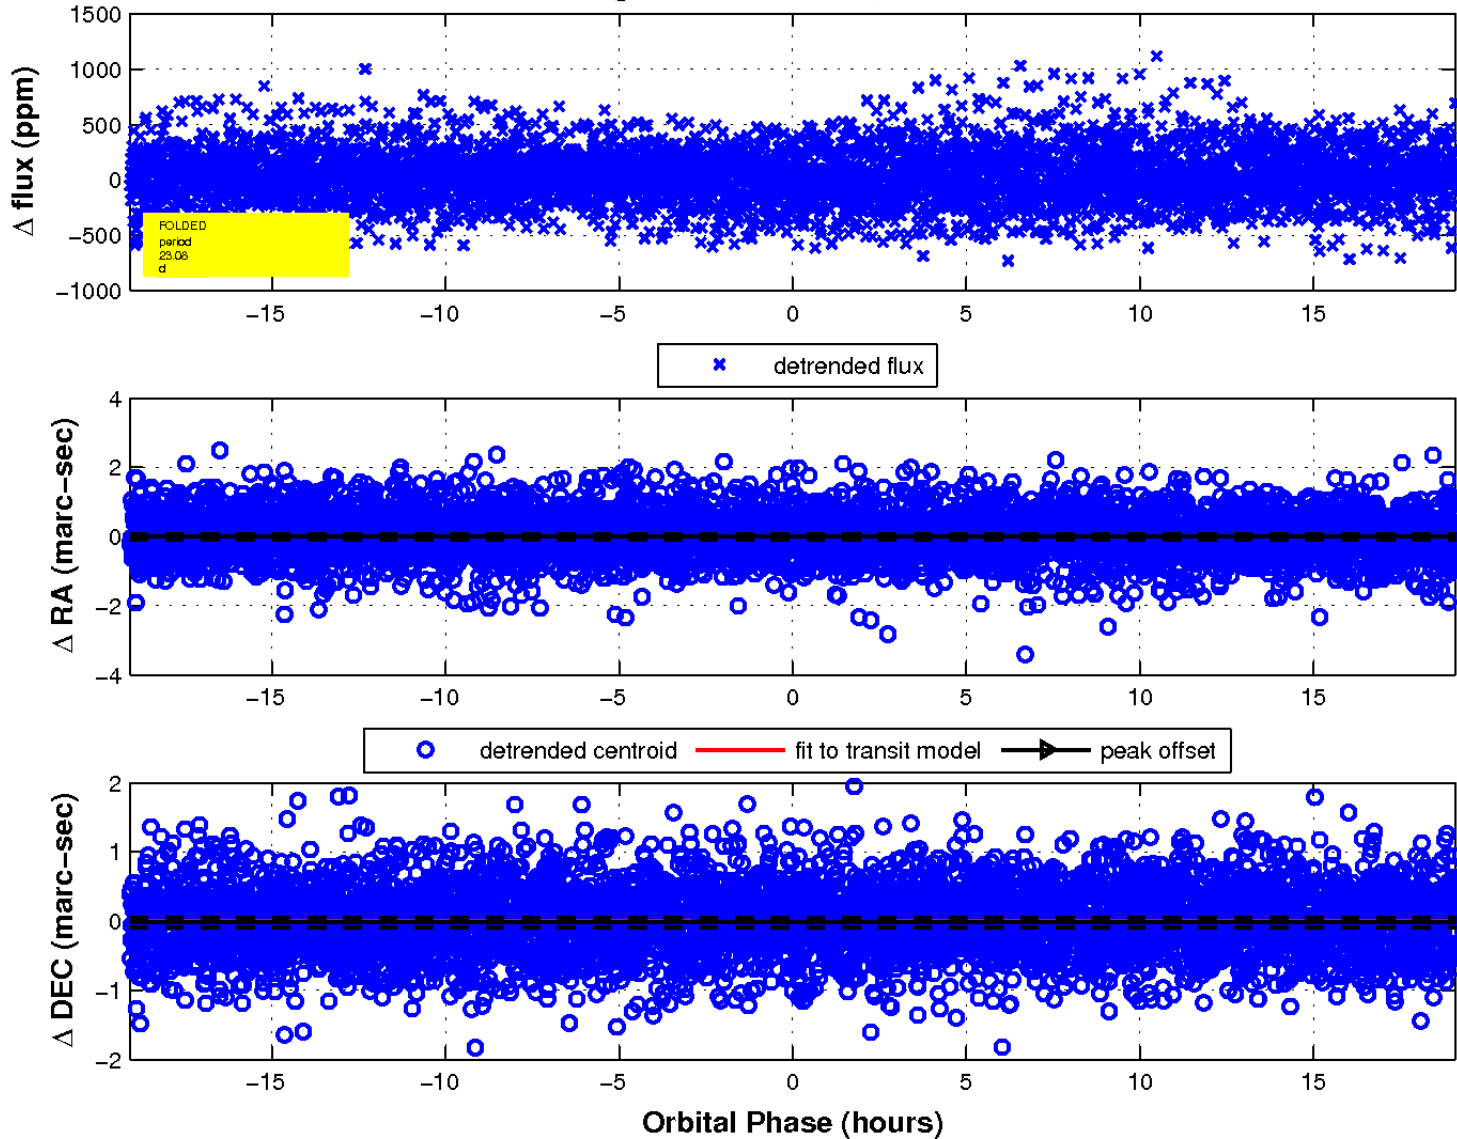 1500
1000
500
0
−500
−1000
Δ flux (ppm)
FOLDED
period
23.06
d
−15 −10 −5 0 5 10 15
detrended flux
4
2
0
−2
−4
Δ RA (marc−sec)
−15 −10 −5 0 5 10 15
detrended centroid fit to transit model peak offset
2
1
0
−1
−2
Δ DEC (marc−sec)
−15 −10 −5 0 5 10 15
Orbital Phase (hours)